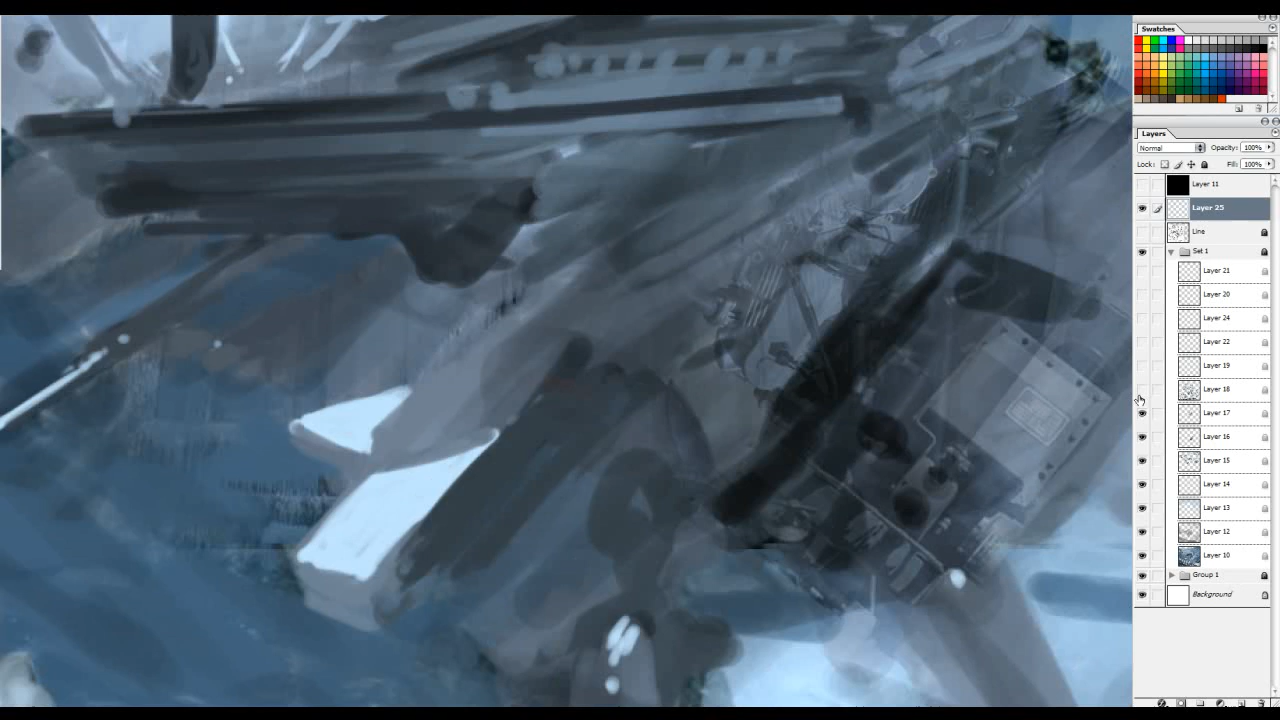 Swatches
Layers
Normal
Opacity: 100%
Lock:
Fill: 100%
Layer 11
Layer 25
Line
Set 1
Layer 21
Layer 20
Layer 24
Layer 22
Layer 19
Layer 18
Layer 17
Layer 16
Layer 15
Layer 14
Layer 13
Layer 12
Layer 10
Group 1
Background